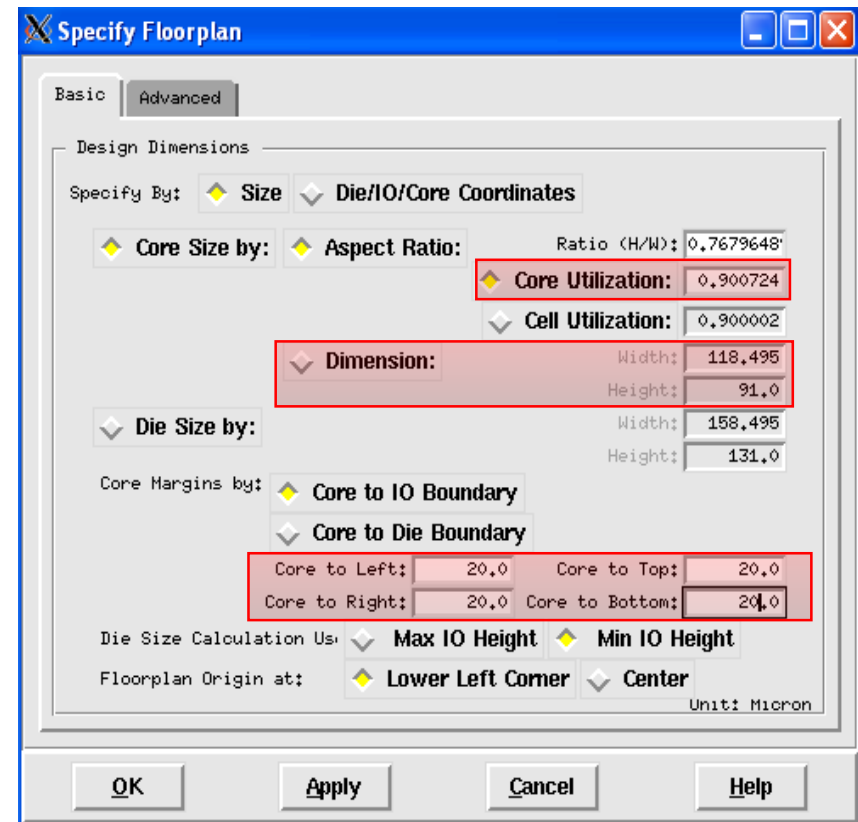 Specify Floorplan
Basic Advanced
Design Dimensions
Specify By: Size Die/IO/Core Coordinates
Core Size by: Aspect Ratio: Ratio (H/W): 0.7679648
Core Utilization: 0.900724
Cell Utilization: 0.900002
Dimension: Width: 118.495
Height: 91.0
Die Size by: Width: 158.495
Height: 131.0
Core Margins by: Core to IO Boundary
Core to Die Boundary
Core to Left: 20.0 Core to Top: 20.0
Core to Right: 20.0 Core to Bottom: 20.0
Die Size Calculation Us Max IO Height Min IO Height
Floorplan Origin at: Lower Left Corner Center
Unit: Micron
OK Apply Cancel Help